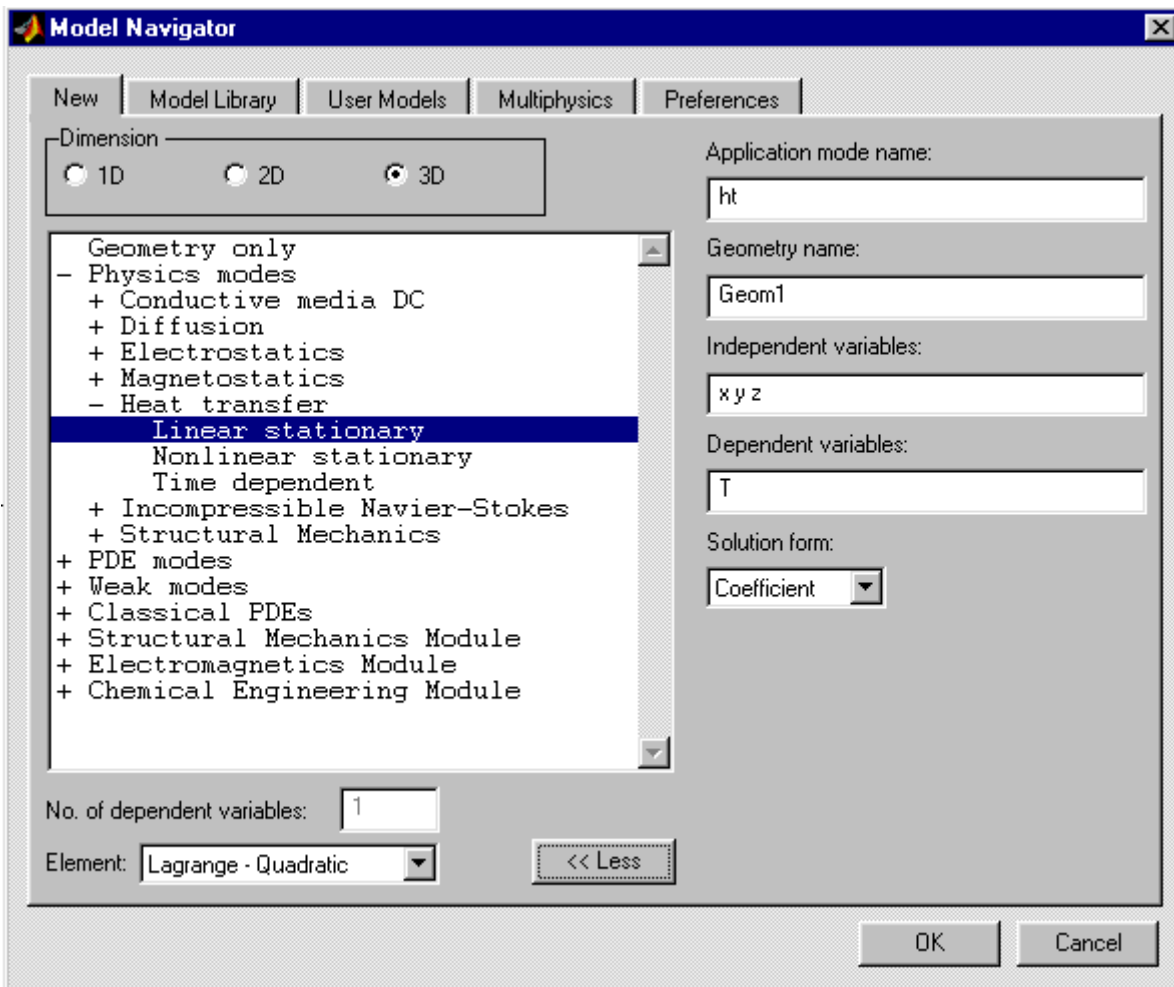 Model Navigator
New Model Library User Models Multiphysics Preferences
Dimension
1D 2D 3D
Geometry only
− Physics modes
+ Conductive media DC
+ Diffusion
+ Electrostatics
+ Magnetostatics
− Heat transfer
Linear stationary
Nonlinear stationary
Time dependent
+ Incompressible Navier−Stokes
+ Structural Mechanics
+ PDE modes
+ Weak modes
+ Classical PDEs
+ Structural Mechanics Module
+ Electromagnetics Module
+ Chemical Engineering Module
No. of dependent variables: 1
Element: Lagrange - Quadratic
<< Less
Application mode name:
ht
Geometry name:
Geom1
Independent variables:
x y z
Dependent variables:
T
Solution form:
Coefficient
OK Cancel